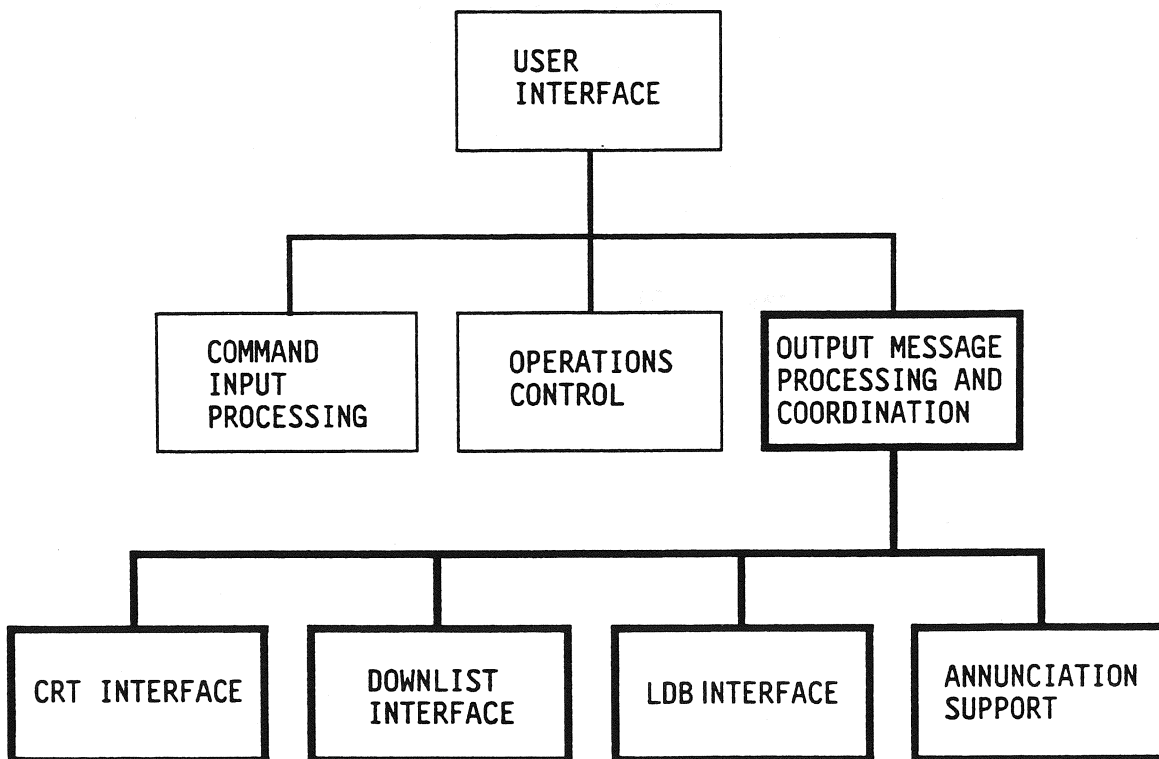 USER
INTERFACE
COMMAND
INPUT
PROCESSING
OPERATIONS
CONTROL
OUTPUT MESSAGE
PROCESSING AND
COORDINATION
CRT INTERFACE
DOWNLIST
INTERFACE
LDB INTERFACE
ANNUNCIATION
SUPPORT